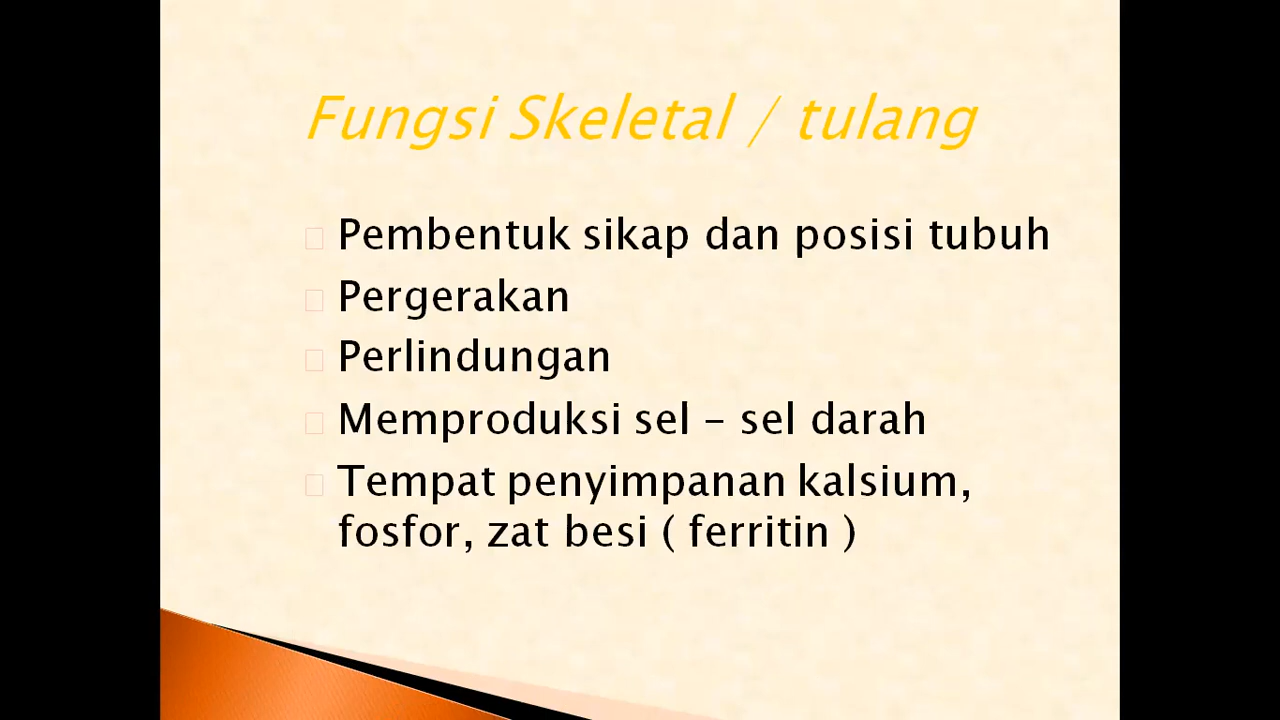 Fungsi Skeletal / tulang
Pembentuk sikap dan posisi tubuh
Pergerakan
Perlindungan
Memproduksi sel – sel darah
Tempat penyimpanan kalsium,
fosfor, zat besi ( ferritin )